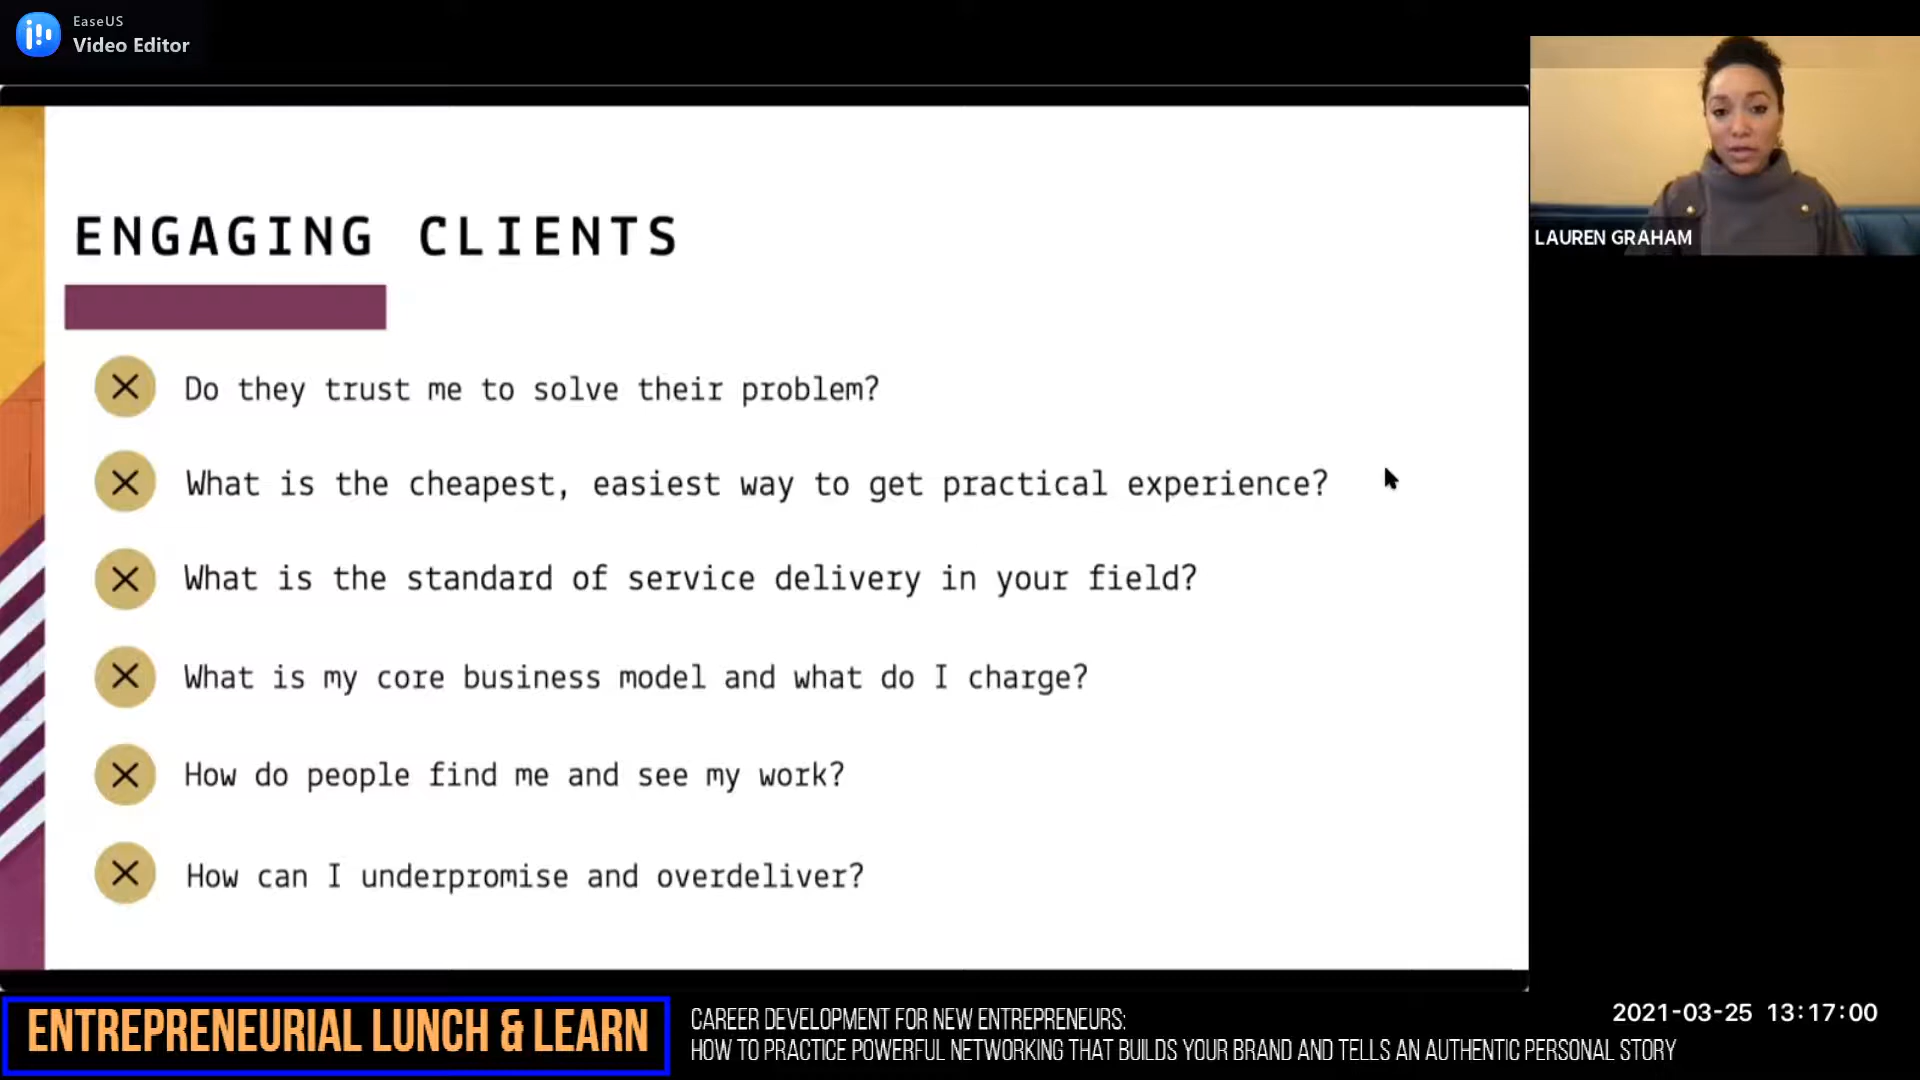 EaseUS
Video Editor
ENGAGING CLIENTS
Do they trust me to solve their problem?
What is the cheapest, easiest way to get practical experience?
What is the standard of service delivery in your field?
What is my core business model and what do I charge?
How do people find me and see my work?
How can I underpromise and overdeliver?
LAUREN GRAHAM
ENTREPRENEURIAL LUNCH & LEARN
CAREER DEVELOPMENT FOR NEW ENTREPRENEURS:
HOW TO PRACTICE POWERFUL NETWORKING THAT BUILDS YOUR BRAND AND TELLS AN AUTHENTIC PERSONAL STORY
2021-03-25 13:17:00